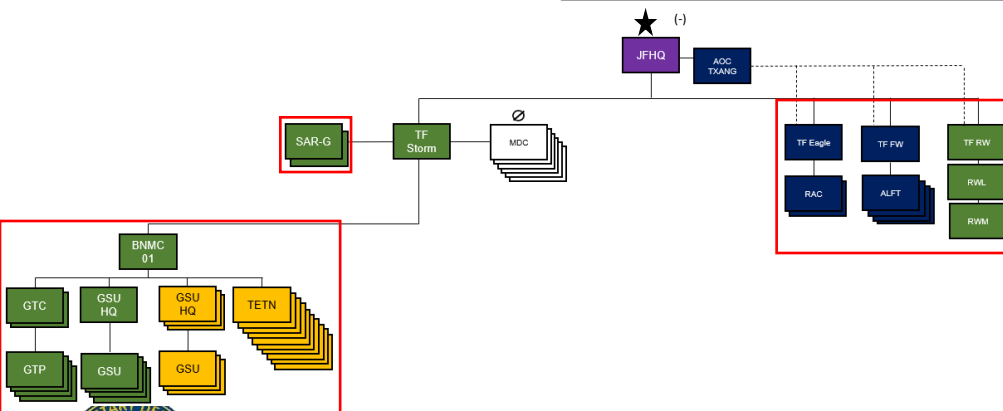 (-)
JFHQ
AOC
TXANG
SAR-G
TF
Storm
MDC
TF Eagle
TF FW
TF RW
RAC
ALFT
RWL
RWM
BNMC
01
GTC
GSU
HQ
GSU
HQ
TETN
GTP
GSU
GSU